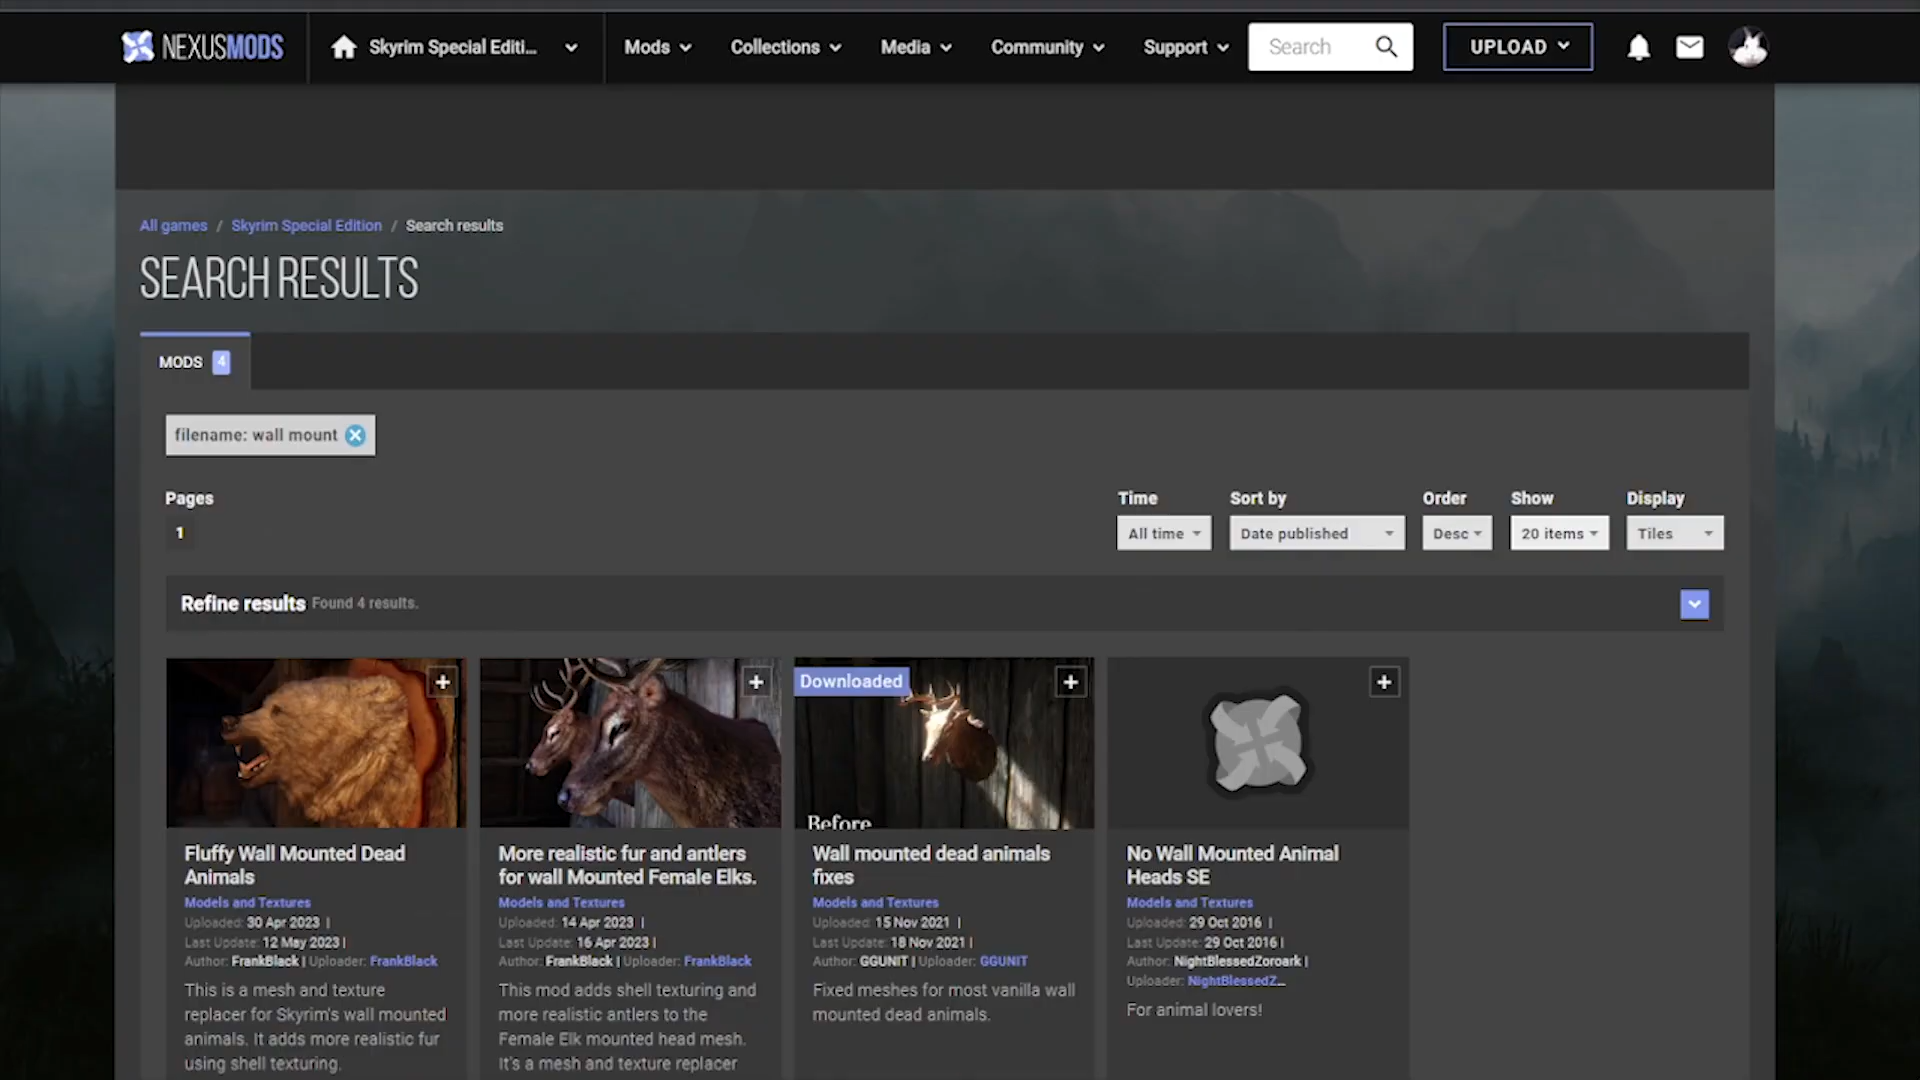 NEXUSMODS
Skyrim Special Editi...
Mods
Collections
Media
Community
Support
Search
UPLOAD
All games / Skyrim Special Edition / Search results
SEARCH RESULTS
MODS 4
filename: wall mount
Pages
1
Time
All time
Sort by
Date published
Order
Desc
Show
20 items
Display
Tiles
Refine results Found 4 results.
Fluffy Wall Mounted Dead
Animals
Models and Textures
Uploaded: 30 Apr 2023 |
Last Update: 12 May 2023 |
Author: FrankBlack | Uploader: FrankBlack
This is a mesh and texture
replacer for Skyrim's wall mounted
animals. It adds more realistic fur
using shell texturing.
More realistic fur and antlers
for wall Mounted Female Elks.
Models and Textures
Uploaded: 14 Apr 2023 |
Last Update: 16 Apr 2023 |
Author: FrankBlack | Uploader: FrankBlack
This mod adds shell texturing and
more realistic antlers to the
Female Elk mounted head mesh.
It's a mesh and texture replacer
Downloaded
Before
Wall mounted dead animals
fixes
Models and Textures
Uploaded: 15 Nov 2021 |
Last Update: 18 Nov 2021 |
Author: GGUNIT | Uploader: GGUNIT
Fixed meshes for most vanilla wall
mounted dead animals.
No Wall Mounted Animal
Heads SE
Models and Textures
Uploaded: 29 Oct 2016 |
Last Update: 29 Oct 2016 |
Author: NightBlessedZoroark |
Uploader: NightBlessedZ...
For animal lovers!